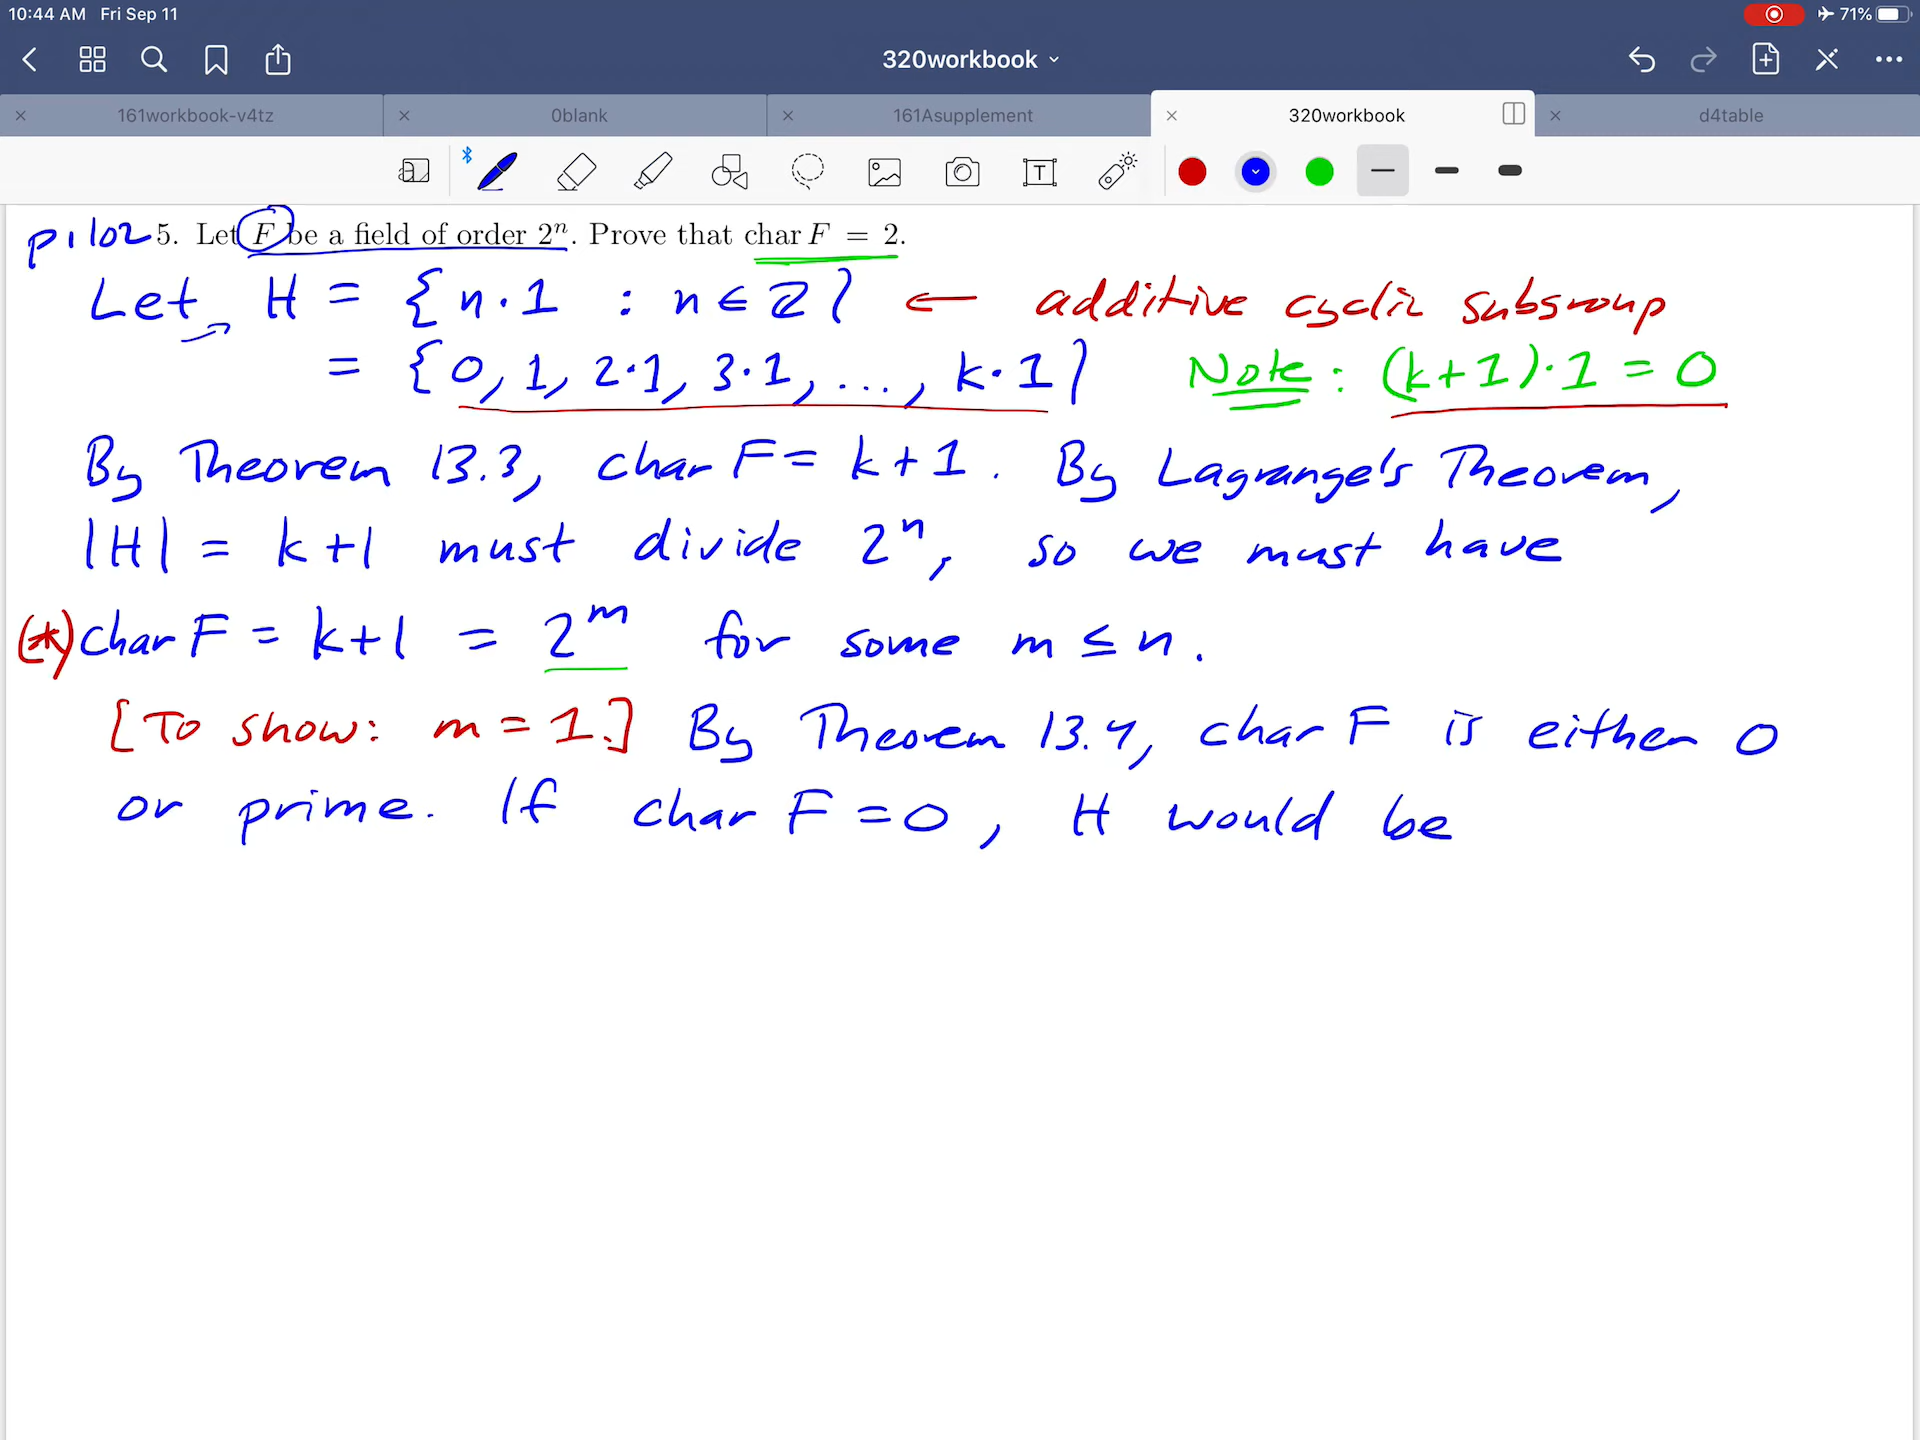 10:44 AM Fri Sep 11
71%
320workbook
161workbook-v4tz
0blank
161Asupplement
320workbook
d4table
p.102 5. Let F be a field of order 2ⁿ. Prove that char F = 2.
Let H = {n·1 : n ∈ ℤ} ← additive cyclic subgroup
= {0, 1, 2·1, 3·1, ..., k·1} Note: (k+1)·1 = 0
By Theorem 13.3, char F = k+1. By Lagrange's Theorem,
|H| = k+1 must divide 2ⁿ, so we must have
(*) char F = k+1 = 2ᵐ for some m ≤ n.
[To show: m = 1.] By Theorem 13.4, char F is either 0
or prime. If char F = 0, H would be